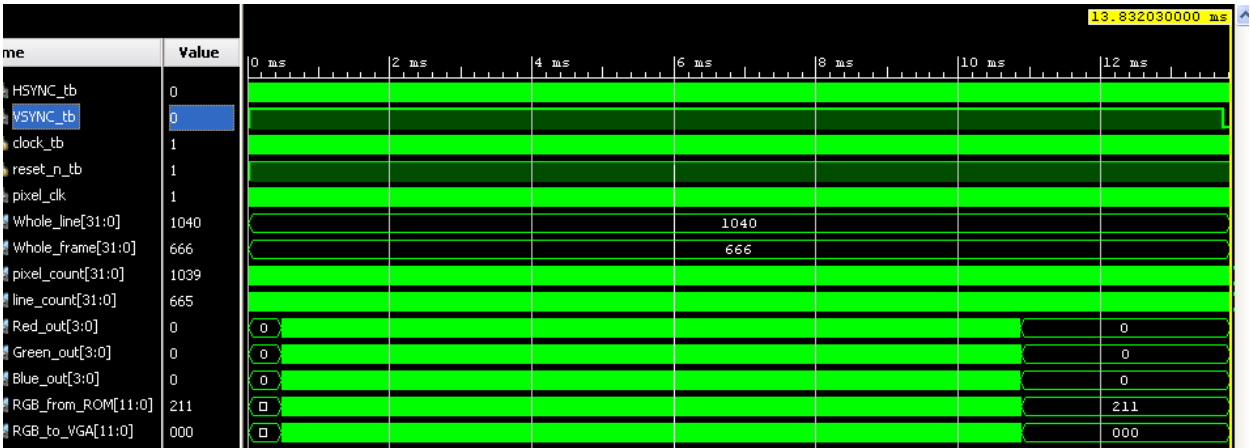 13.832030000 ms
me Value
0 ms 2 ms 4 ms 6 ms 8 ms 10 ms 12 ms
HSYNC_tb 0
VSYNC_tb 0
clock_tb 1
reset_n_tb 1
pixel_clk 1
Whole_line[31:0] 1040 1040
Whole_frame[31:0] 666 666
pixel_count[31:0] 1039
line_count[31:0] 665
Red_out[3:0] 0 0 0
Green_out[3:0] 0 0 0
Blue_out[3:0] 0 0 0
RGB_from_ROM[11:0] 211 211
RGB_to_VGA[11:0] 000 000